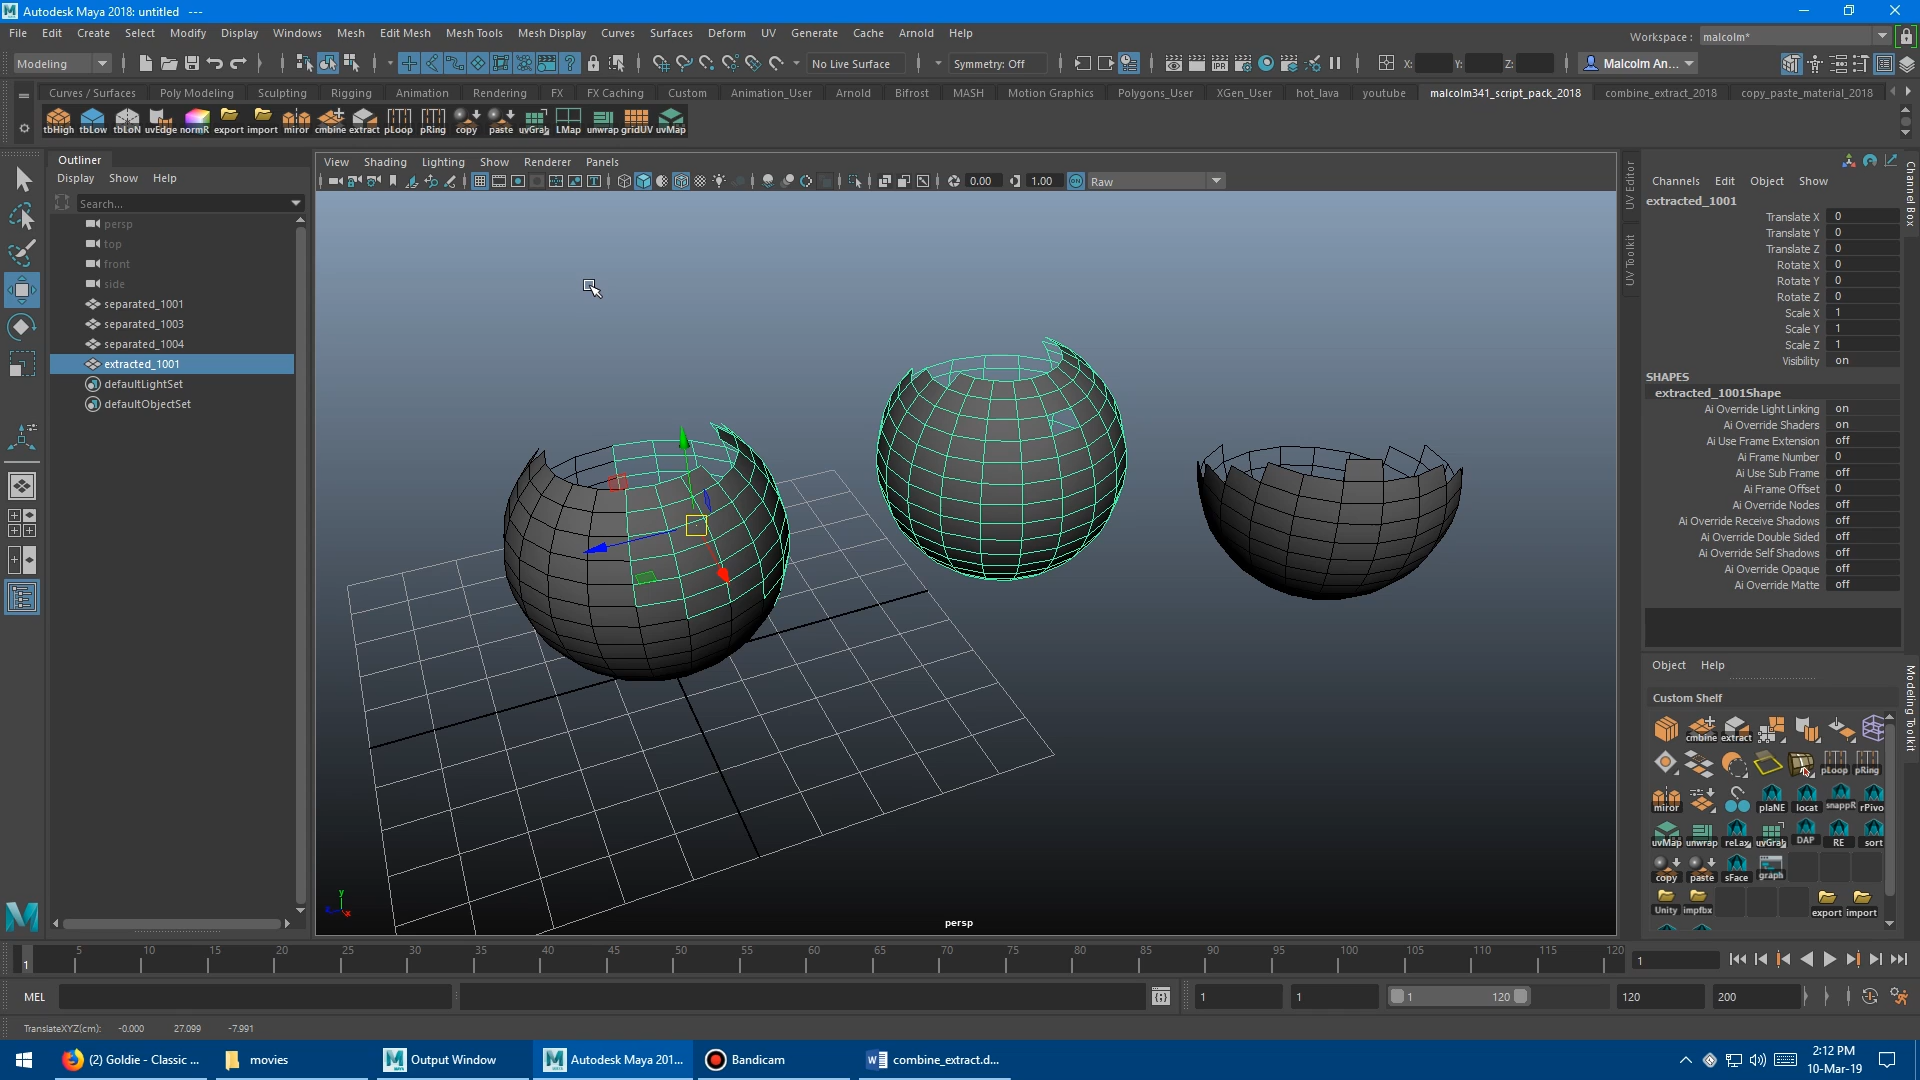 Autodesk Maya 2018: untitled   ---
File Edit Create Select Modify Display Windows Mesh Edit Mesh Mesh Tools Mesh Display Curves Surfaces Deform UV Generate Cache Arnold Help
Workspace : malcolm*
Modeling No Live Surface Symmetry: Off X: Y: Z: Malcolm An...
Curves / Surfaces Poly Modeling Sculpting Rigging Animation Rendering FX FX Caching Custom Animation_User Arnold Bifrost MASH Motion Graphics Polygons_User XGen_User hot_lava youtube malcolm341_script_pack_2018 combine_extract_2018 copy_paste_material_2018
tbHigh tbLow tbLoN uvEdge normR export import miror cmbine extract pLoop pRing copy paste uvGrab LMap unwrap gridUV uvMap
Outliner
Display Show Help
Search...
persp
top
front
side
separated_1001
separated_1003
separated_1004
extracted_1001
defaultLightSet
defaultObjectSet
View Shading Lighting Show Renderer Panels
0.00 1.00 Raw
persp
y
x
UV Editor
UV Toolkit
Channels Edit Object Show
extracted_1001
Translate X 0
Translate Y 0
Translate Z 0
Rotate X 0
Rotate Y 0
Rotate Z 0
Scale X 1
Scale Y 1
Scale Z 1
Visibility on
SHAPES
extracted_1001Shape
Ai Override Light Linking on
Ai Override Shaders on
Ai Use Frame Extension off
Ai Frame Number 0
Ai Use Sub Frame off
Ai Frame Offset 0
Ai Override Nodes off
Ai Override Receive Shadows off
Ai Override Double Sided off
Ai Override Self Shadows off
Ai Override Opaque off
Ai Override Matte off
Channel Box
Modeling Toolkit
Object Help
Custom Shelf
cmbine extract
pLoop pRing
miror plaNE locat snappR rPivo
uvMap unwrap reLax uvGrab DAP RE sort
copy paste sFace graph
Unity impfbx export import
1 5 10 15 20 25 30 35 40 45 50 55 60 65 70 75 80 85 90 95 100 105 110 115 120
1
MEL
1 1 1 120 120 200
TranslateXYZ(cm): -0.000 27.099 -7.991
(2) Goldie - Classic ... movies Output Window Autodesk Maya 201... Bandicam combine_extract.d...
2:12 PM
10-Mar-19